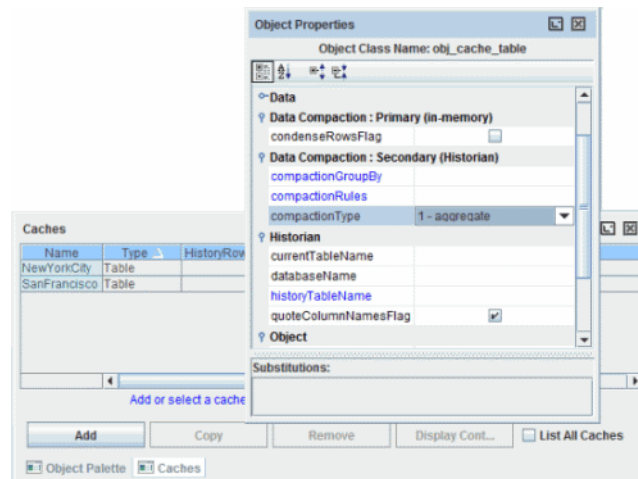 Object Properties
Object Class Name: obj_cache_table
Data
Data Compaction : Primary (in-memory)
condenseRowsFlag
Data Compaction : Secondary (Historian)
compactionGroupBy
compactionRules
compactionType 1 - aggregate
Historian
currentTableName
databaseName
historyTableName
quoteColumnNamesFlag
Object
Substitutions:
Caches
Name Type HistoryRow
NewYorkCity Table
SanFrancisco Table
Add or select a cache
Add Copy Remove Display Cont... List All Caches
Object Palette Caches